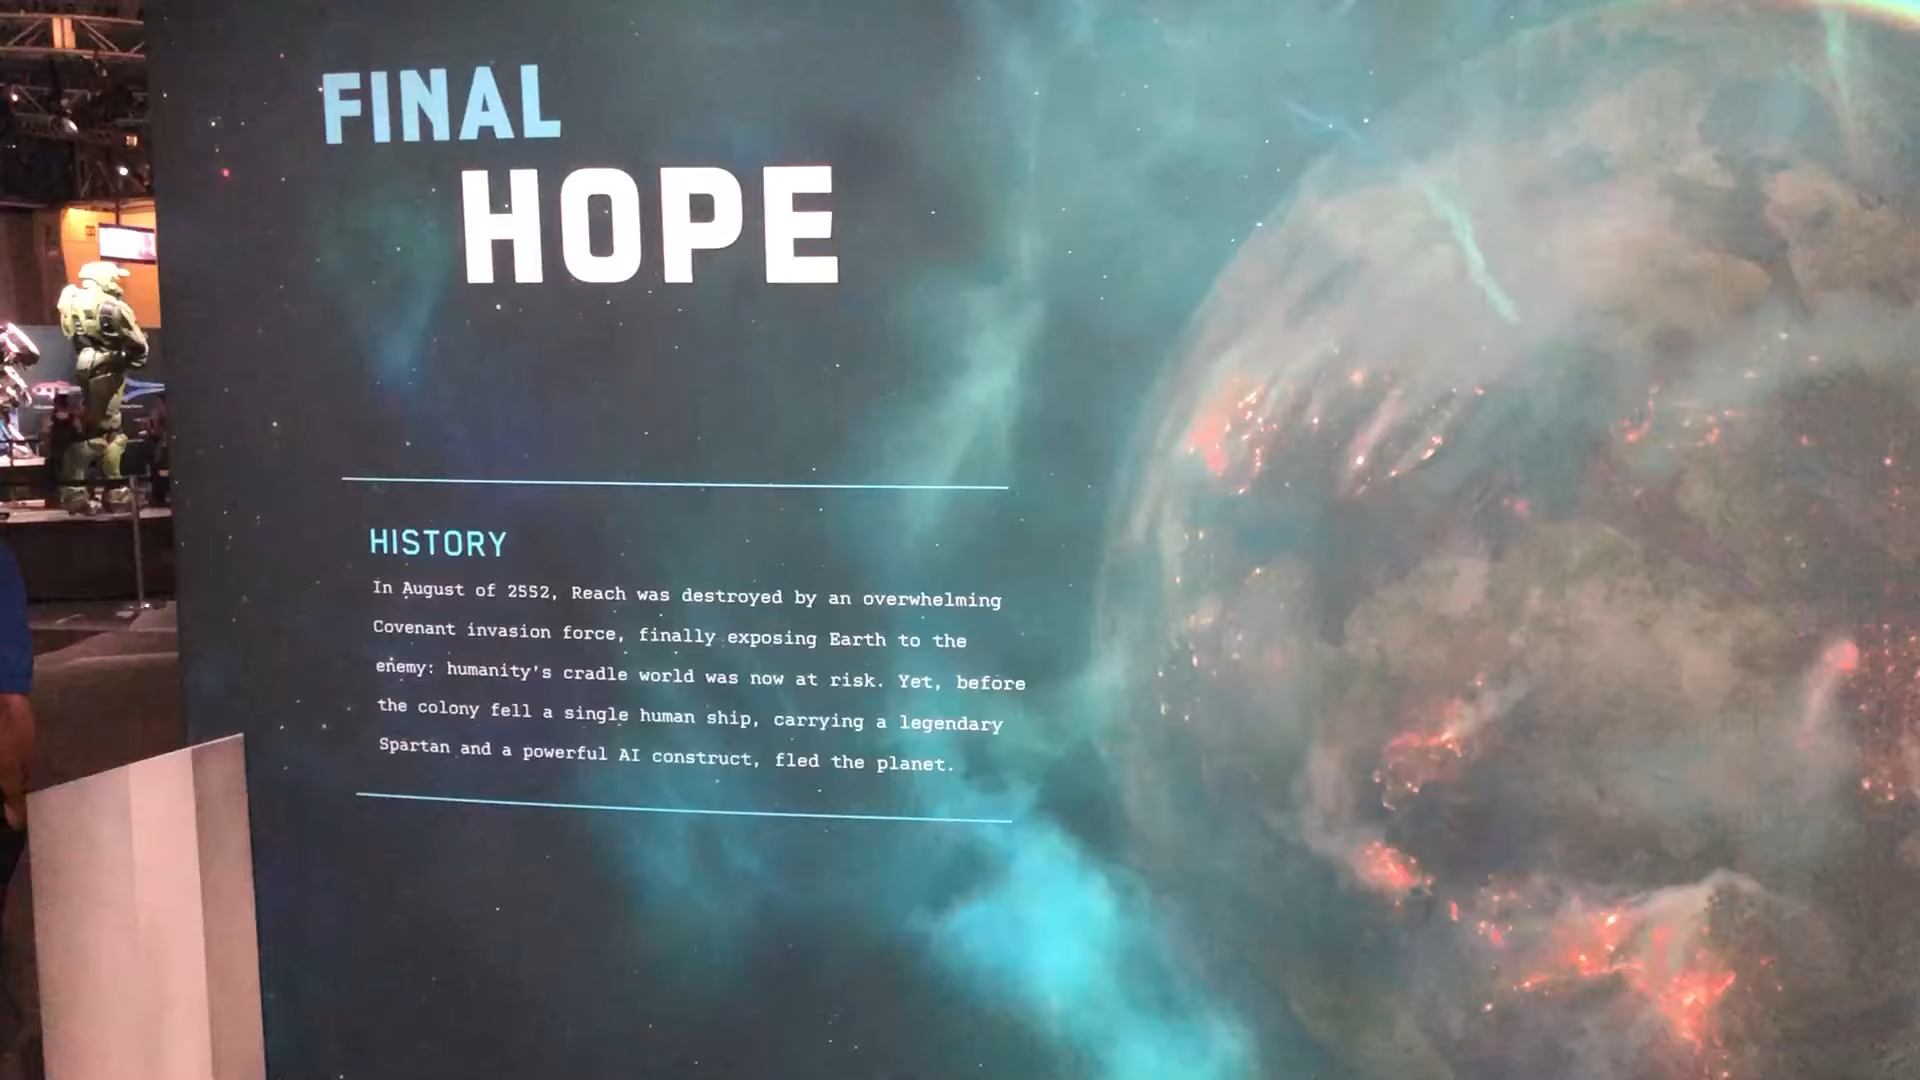 FINAL
HOPE
HISTORY
In August of 2552, Reach was destroyed by an overwhelming
Covenant invasion force, finally exposing Earth to the
enemy: humanity's cradle world was now at risk. Yet, before
the colony fell a single human ship, carrying a legendary
Spartan and a powerful AI construct, fled the planet.